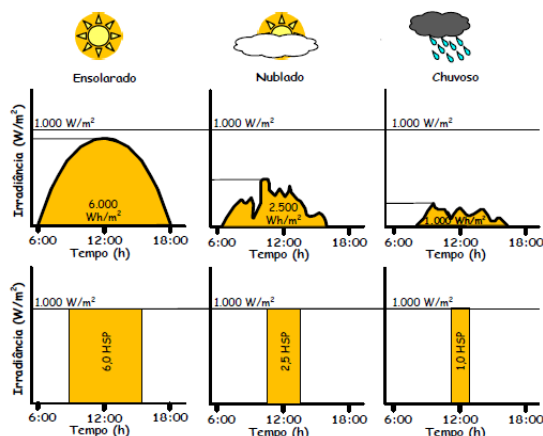 Ensolarado
Nublado
Chuvoso
Irradiância (W/m²)
1.000 W/m²
1.000 W/m²
1.000 W/m²
6.000
Wh/m²
2.500
Wh/m²
1.000 Wh/m²
6:00 12:00 18:00
6:00 12:00 18:00
6:00 12:00 18:00
Tempo (h)
Tempo (h)
Tempo (h)
Irradiância (W/m²)
1.000 W/m²
1.000 W/m²
1.000 W/m²
6,0 HSP
2,5 HSP
1,0 HSP
6:00 12:00 18:00
6:00 12:00 18:00
6:00 12:00 18:00
Tempo (h)
Tempo (h)
Tempo (h)